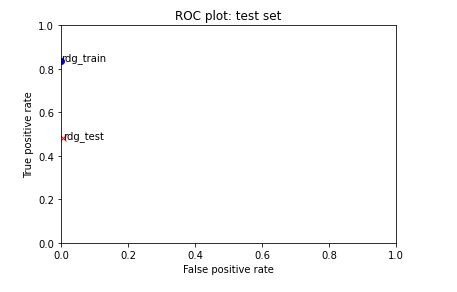 ROC plot: test set
1.0
0.8
0.6
0.4
0.2
0.0
True positive rate
rdg_train
rdg_test
0.0 0.2 0.4 0.6 0.8 1.0
False positive rate